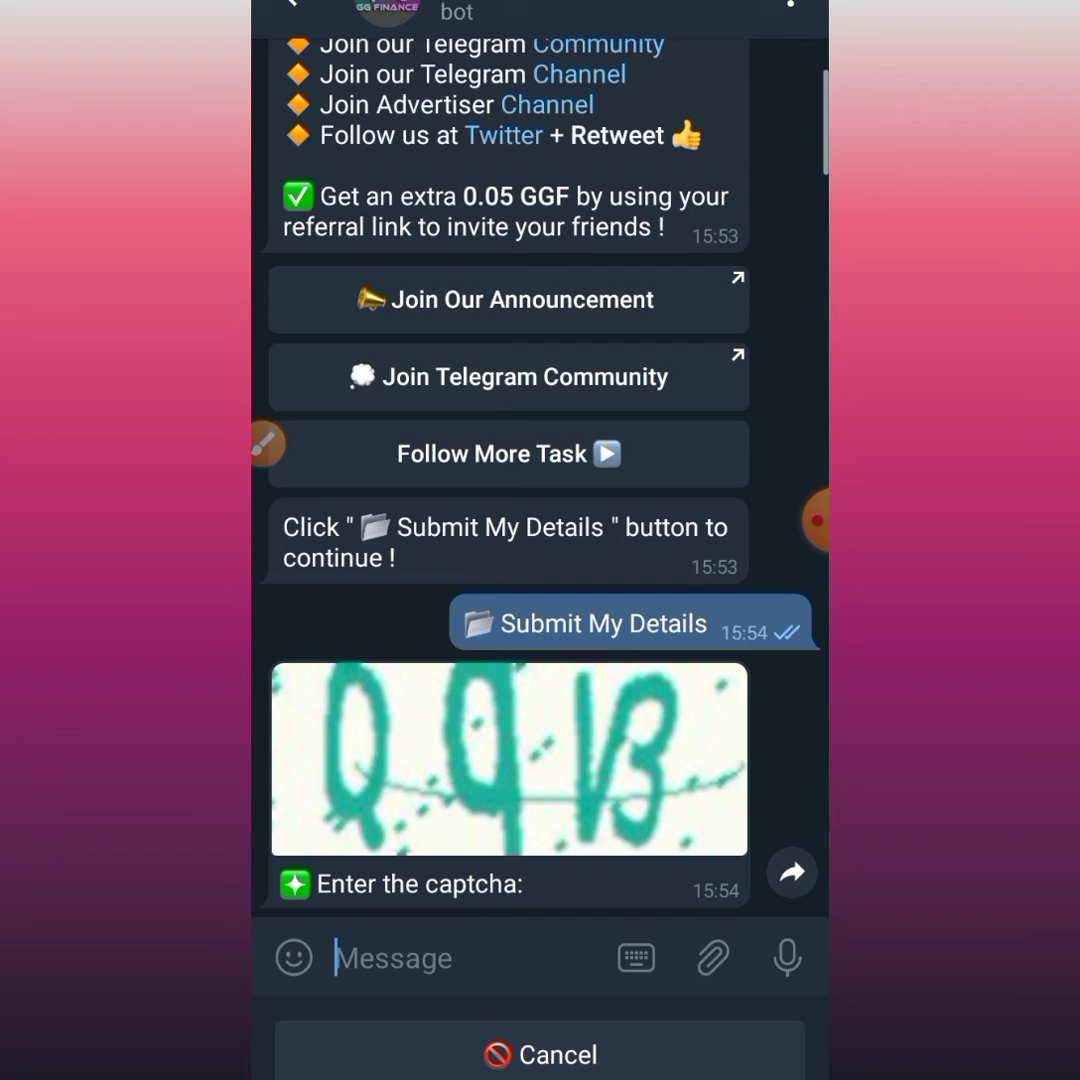 GG FINANCE
bot
🔶 Join our Telegram Community
🔶 Join our Telegram Channel
🔶 Join Advertiser Channel
🔶 Follow us at Twitter + Retweet 👍
✅ Get an extra 0.05 GGF by using your
referral link to invite your friends !
15:53
📣 Join Our Announcement
💭 Join Telegram Community
Follow More Task ▶️
Click " 📂 Submit My Details " button to
continue !
15:53
📂 Submit My Details 15:54
❇️ Enter the captcha:
15:54
Message
🚫 Cancel